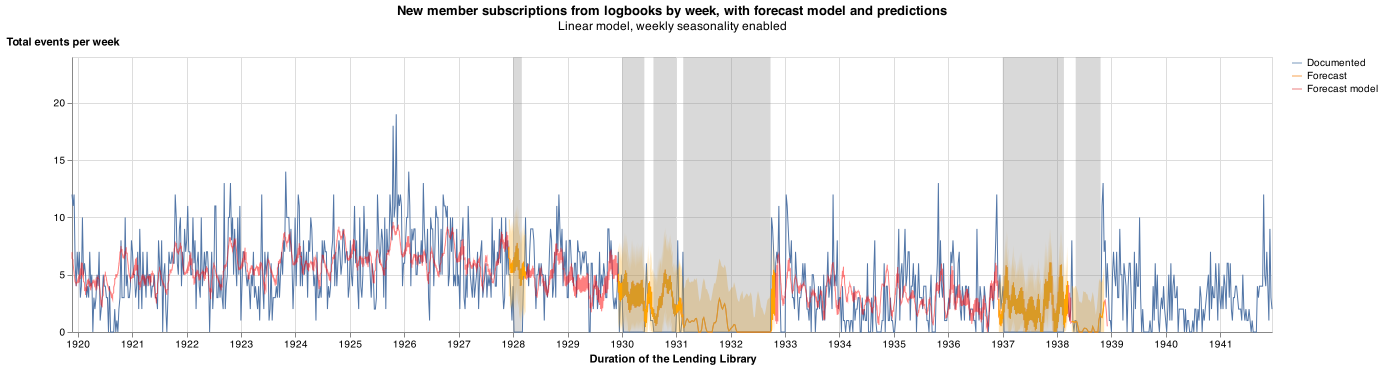 New member subscriptions from logbooks by week, with forecast model and predictions
Linear model, weekly seasonality enabled
Total events per week
Documented
Forecast
Forecast model
20
15
10
5
0
1920 1921 1922 1923 1924 1925 1926 1927 1928 1929 1930 1931 1932 1933 1934 1935 1936 1937 1938 1939 1940 1941
Duration of the Lending Library